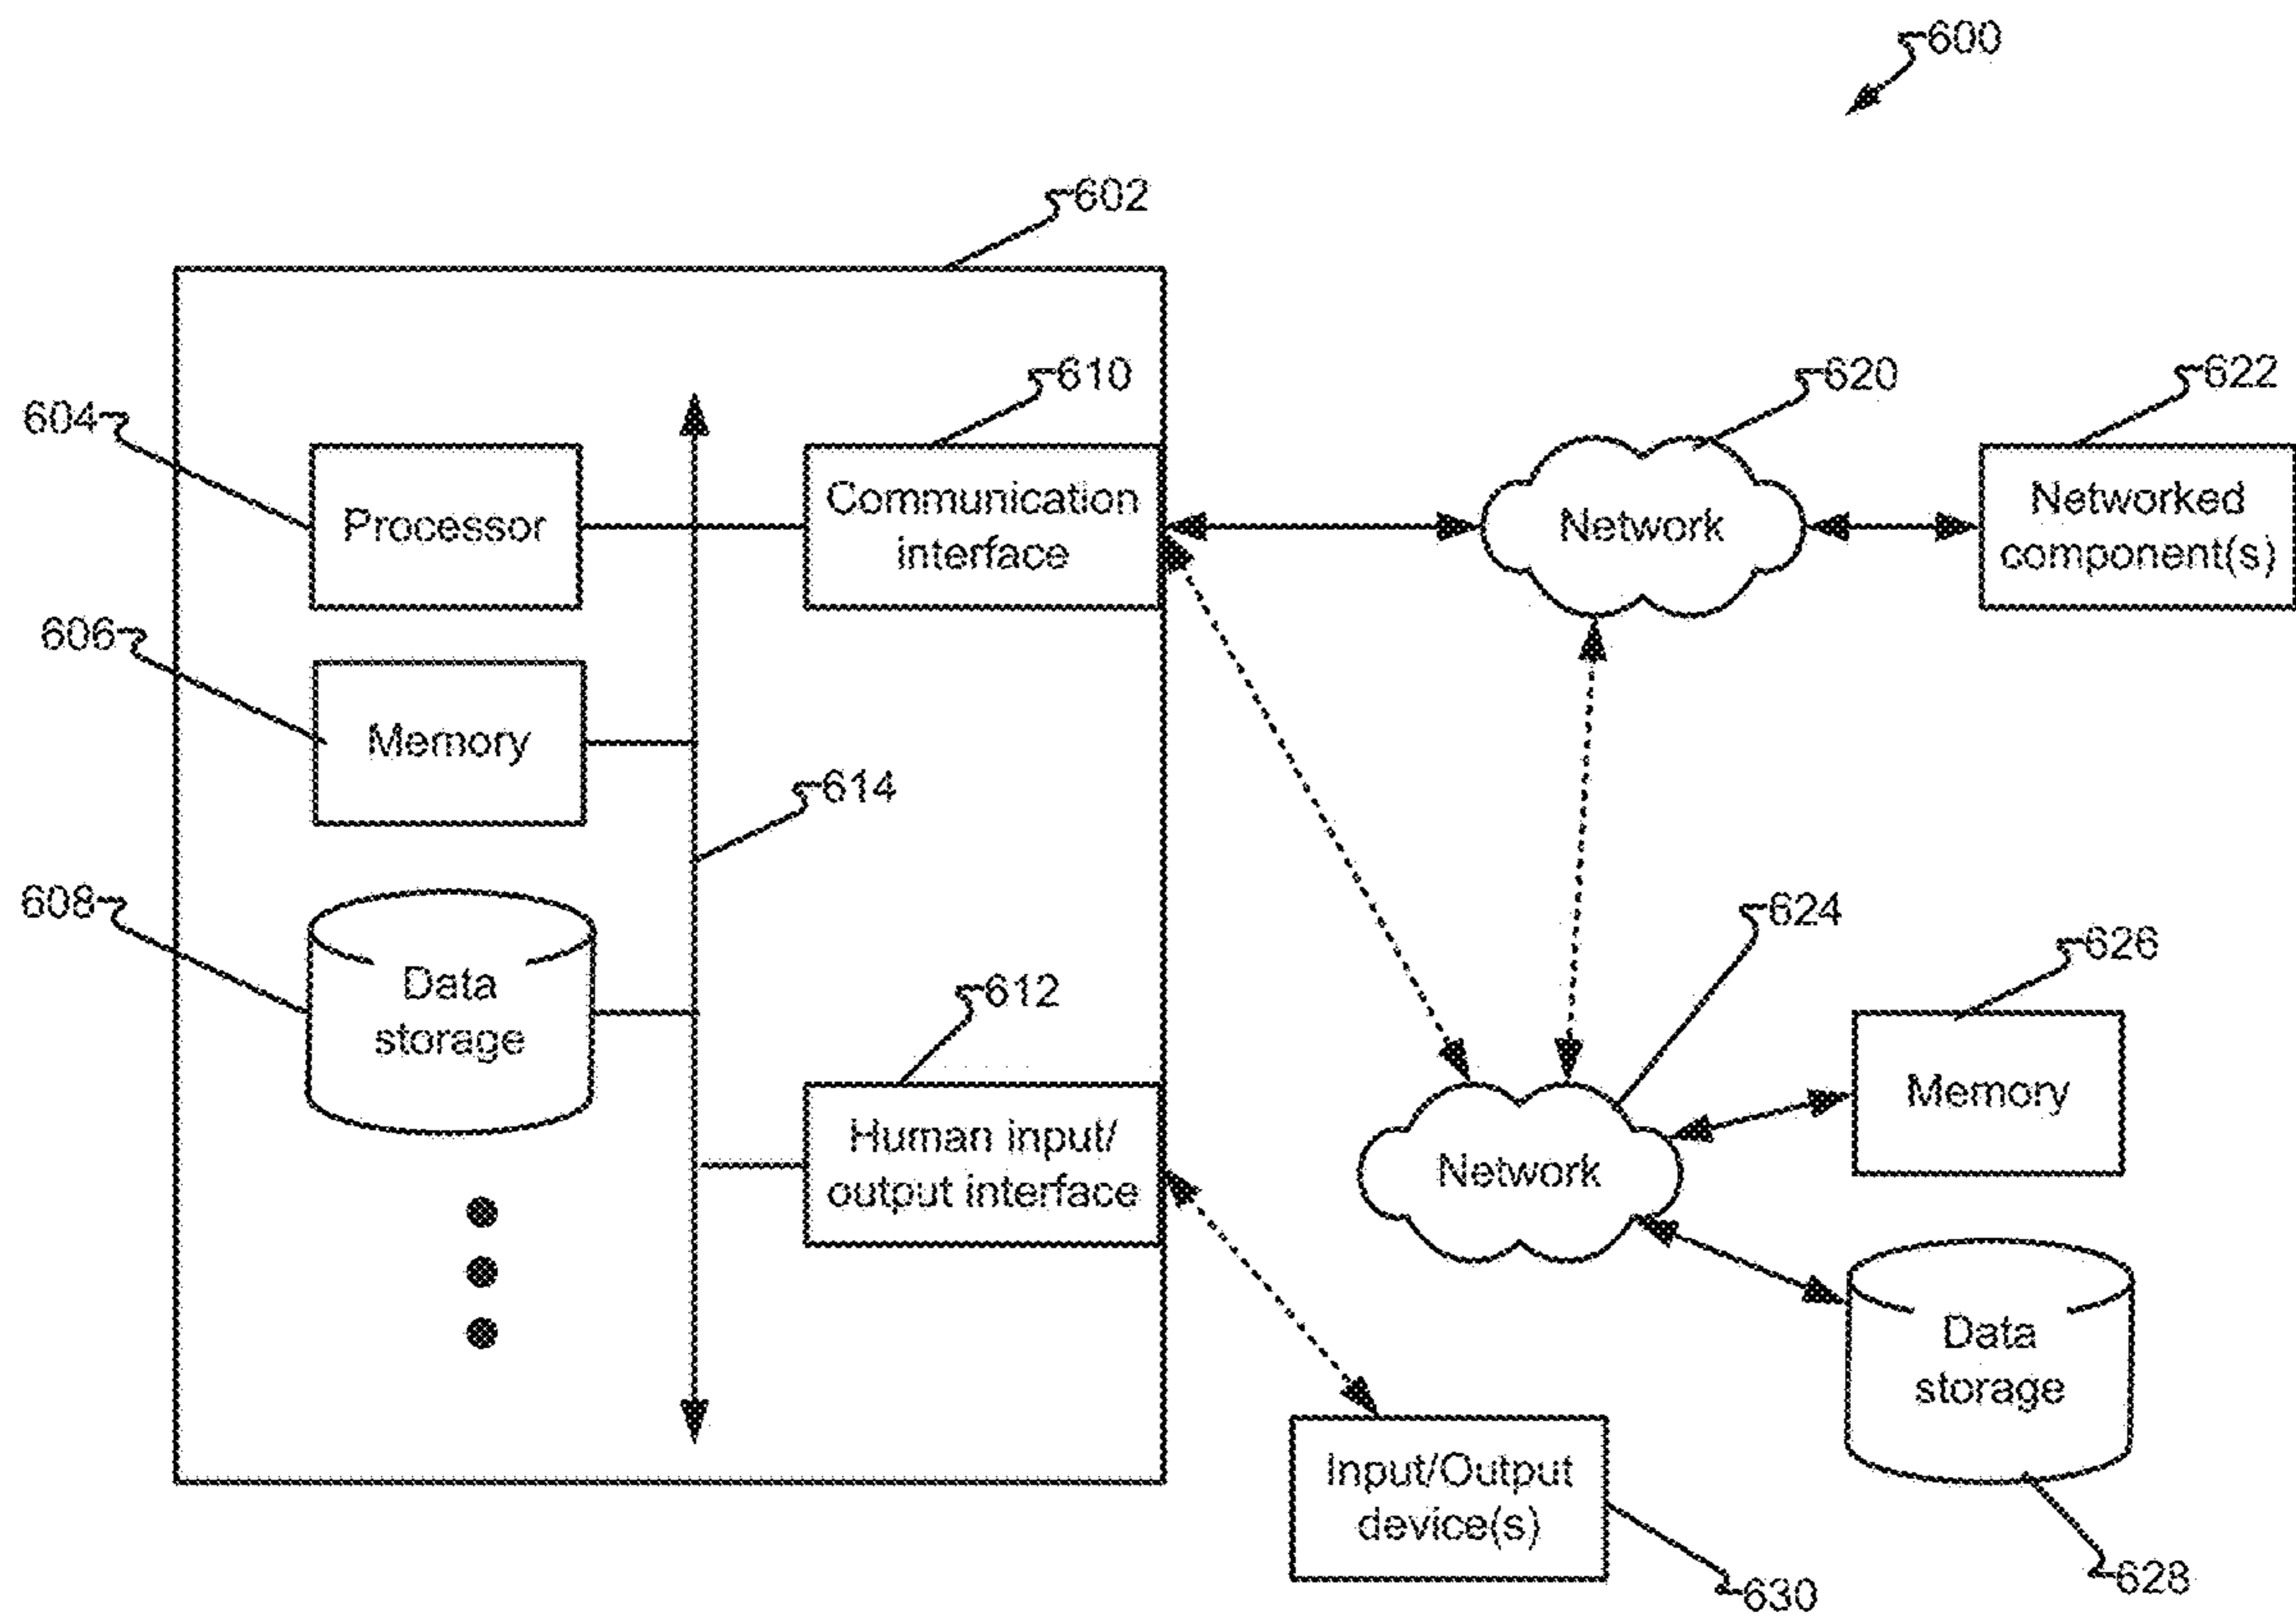 600
602
610
620
622
604
Processor
Communication
interface
Network
Networked
component(s)
606
Memory
614
608
Data
storage
612
624
626
Human input/
output interface
Network
Memory
Data
storage
Input/Output
device(s)
630
628